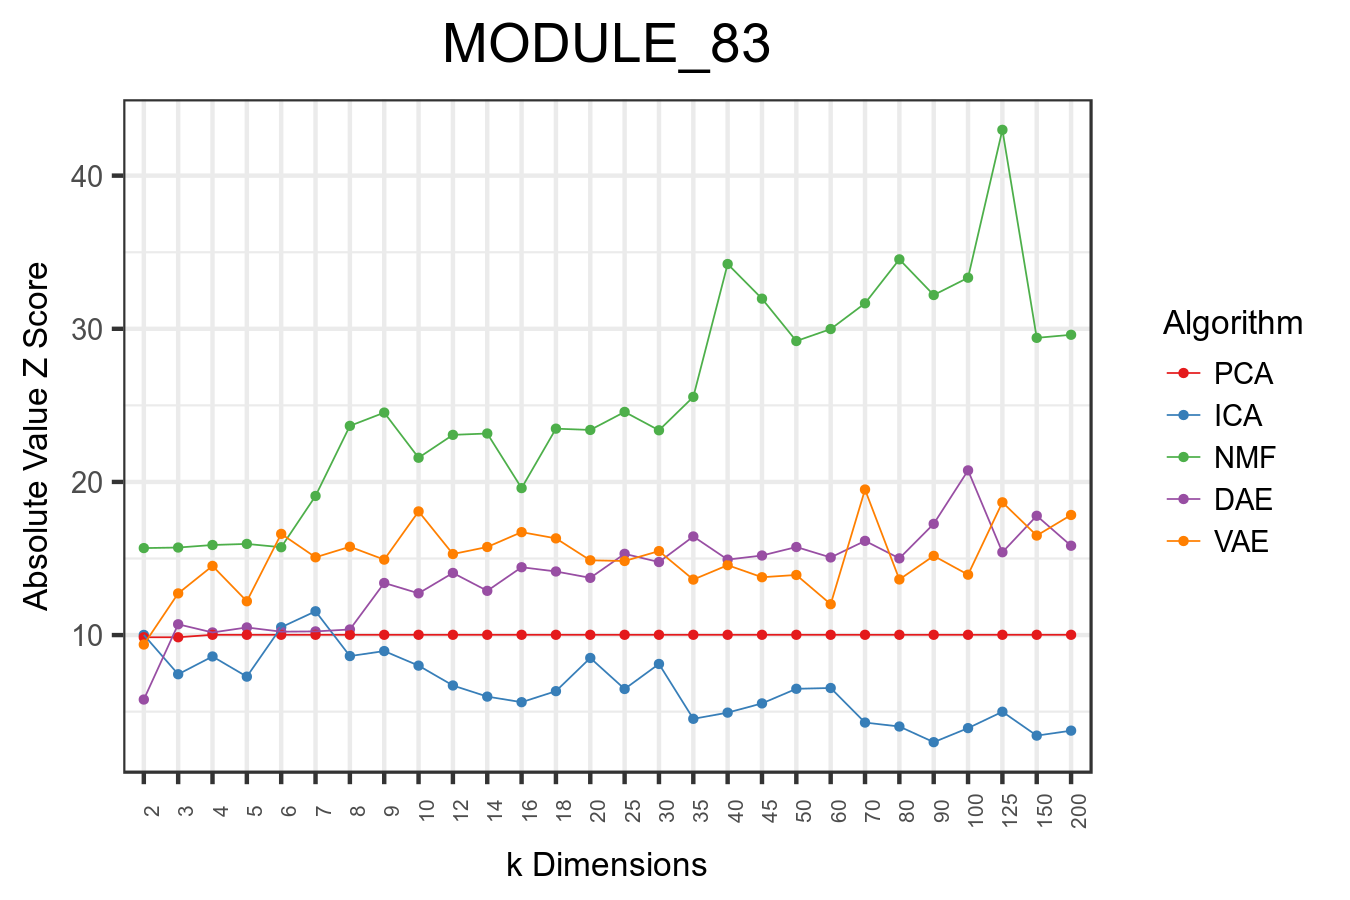 MODULE_83
Absolute Value Z Score
40
30
20
10
2 3 4 5 6 7 8 9 10 12 14 16 18 20 25 30 35 40 45 50 60 70 80 90 100 125 150 200
k Dimensions
Algorithm
PCA
ICA
NMF
DAE
VAE